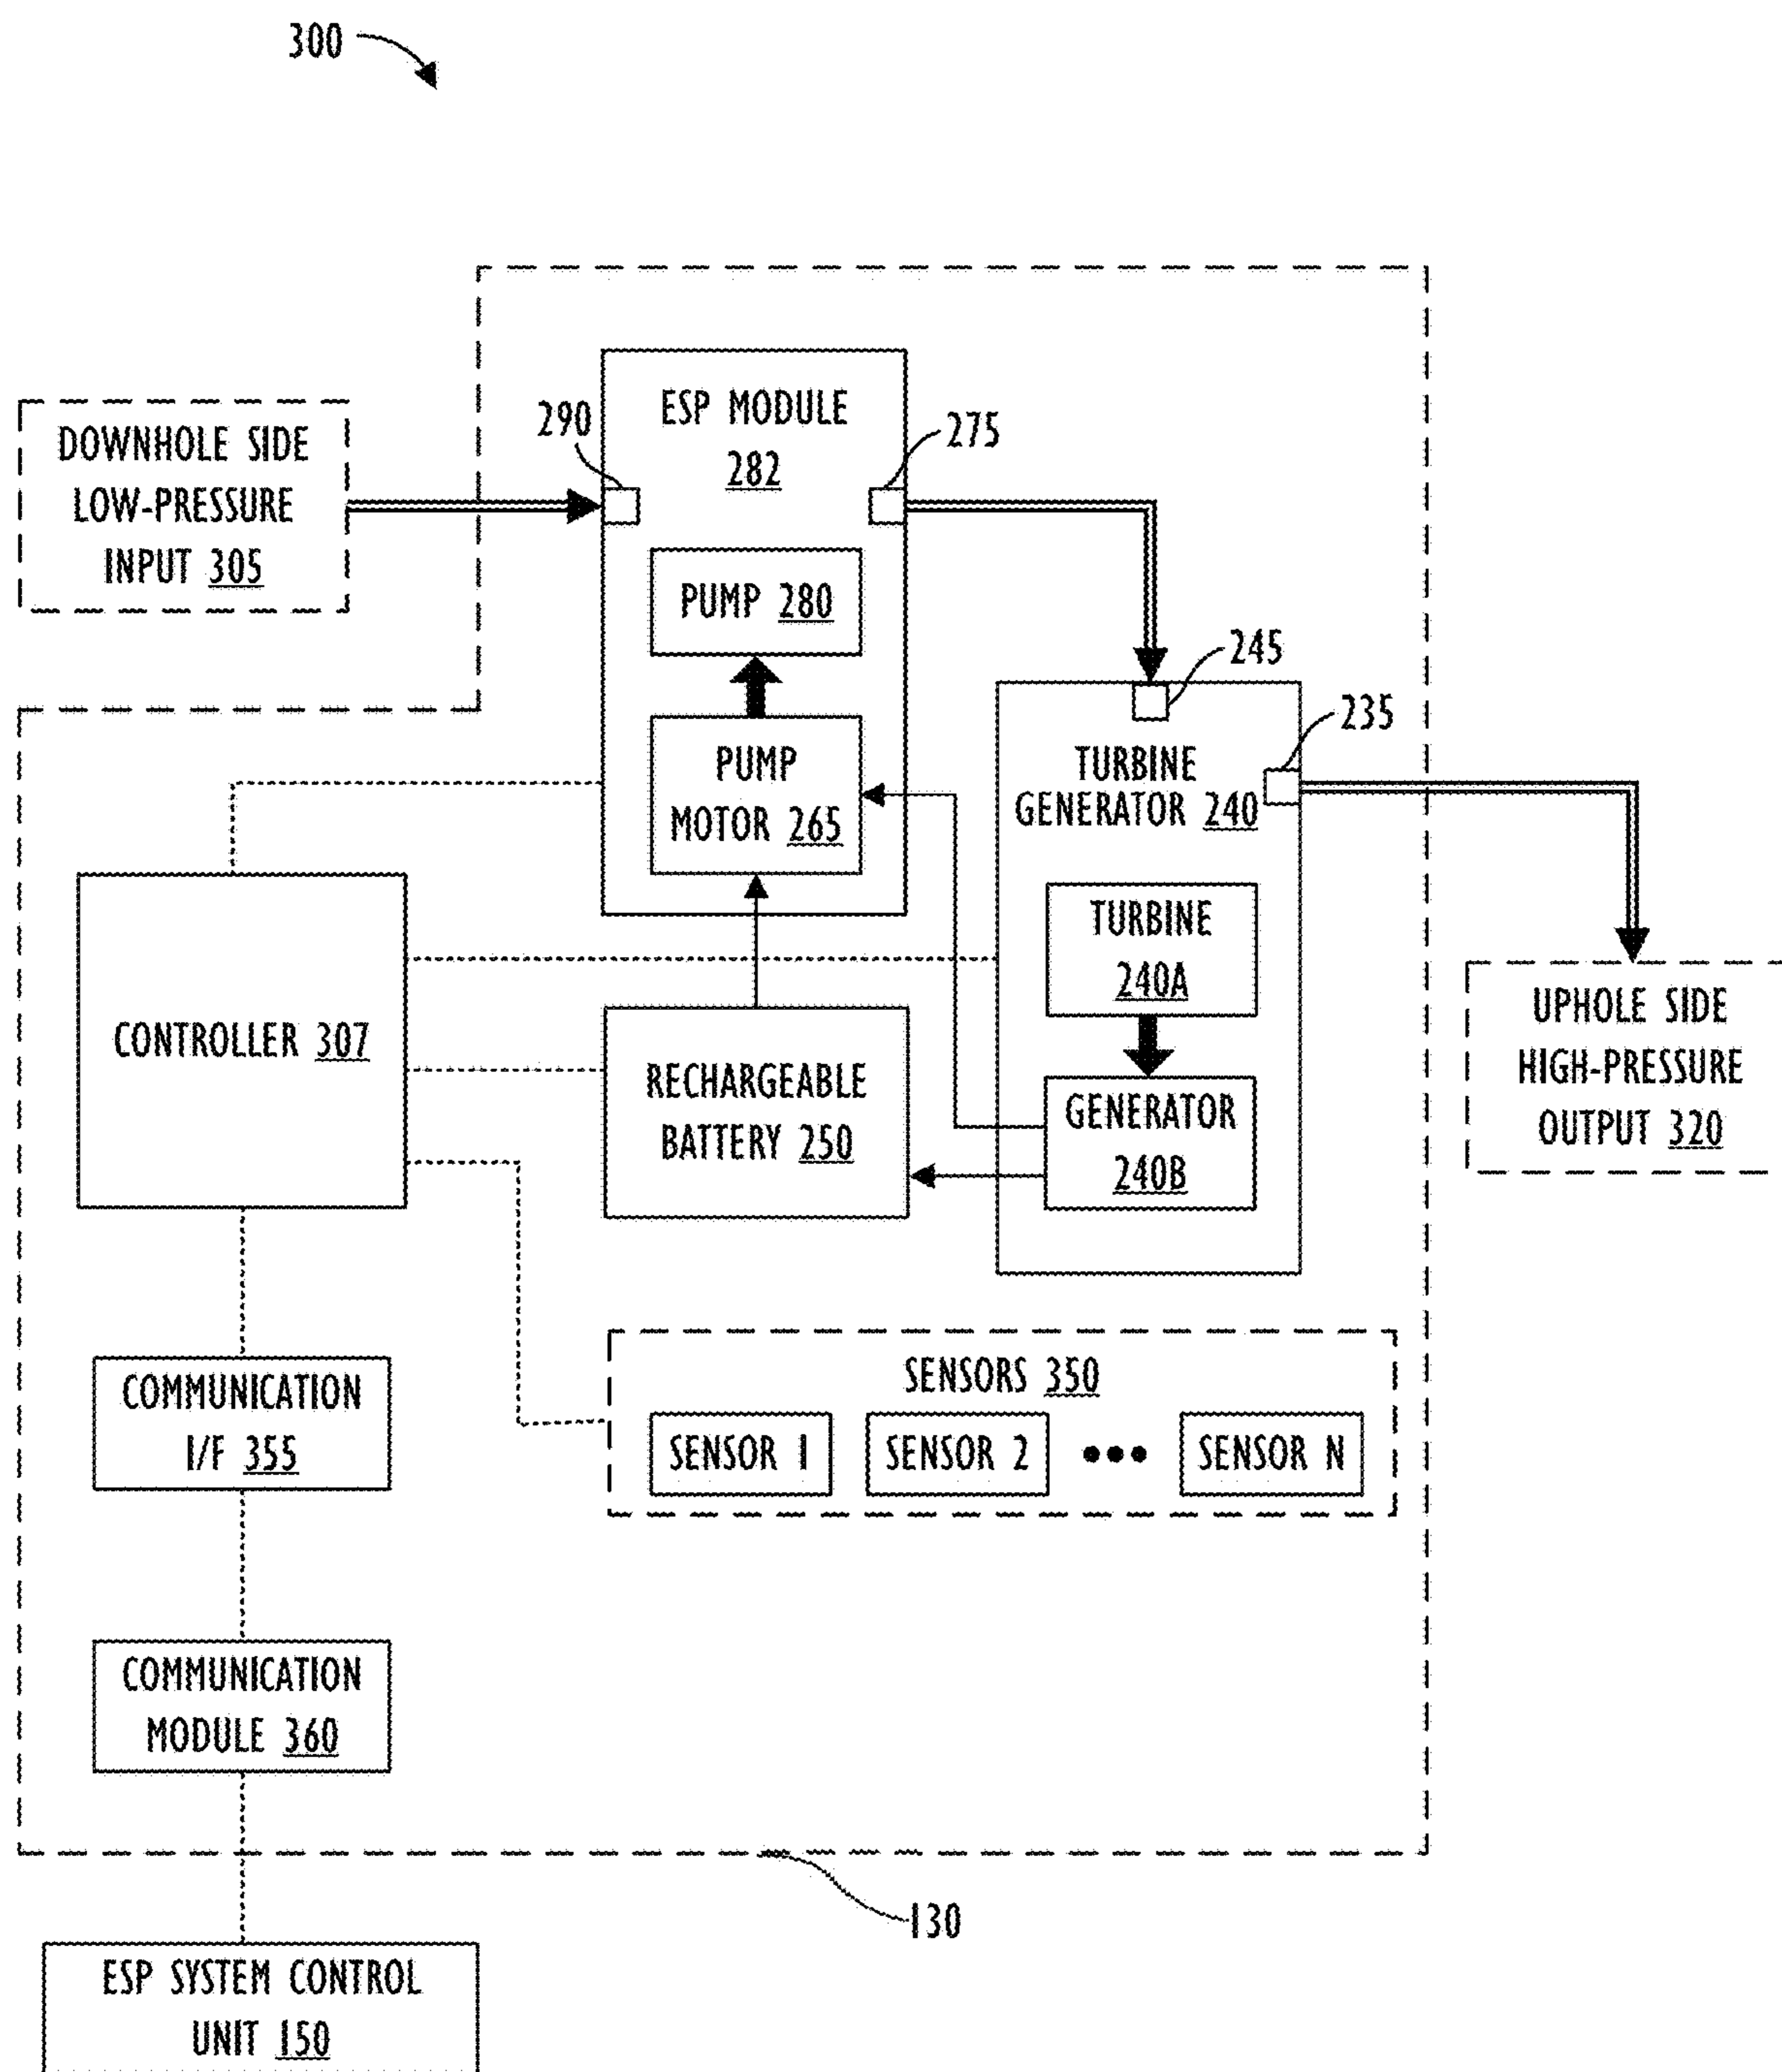 300
DOWNHOLE SIDE
LOW-PRESSURE
INPUT 305
290
ESP MODULE
282
275
PUMP 280
PUMP
MOTOR 265
245
235
TURBINE
GENERATOR 240
TURBINE
240A
GENERATOR
240B
UPHOLE SIDE
HIGH-PRESSURE
OUTPUT 320
CONTROLLER 307
RECHARGEABLE
BATTERY 250
SENSORS 350
SENSOR 1
SENSOR 2
•••
SENSOR N
COMMUNICATION
I/F 355
COMMUNICATION
MODULE 360
130
ESP SYSTEM CONTROL
UNIT 150